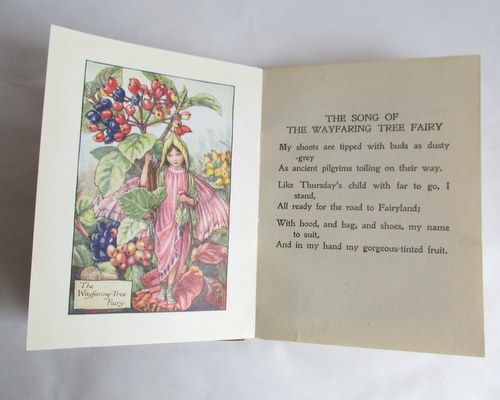 The
Wayfaring-Tree
Fairy.
THE SONG OF
THE WAYFARING TREE FAIRY
My shoots are tipped with buds as dusty
-grey
As ancient pilgrims toiling on their way.
Like Thursday's child with far to go, I
stand,
All ready for the road to Fairyland;
With hood, and bag, and shoes, my name
to suit,
And in my hand my gorgeous-tinted fruit.